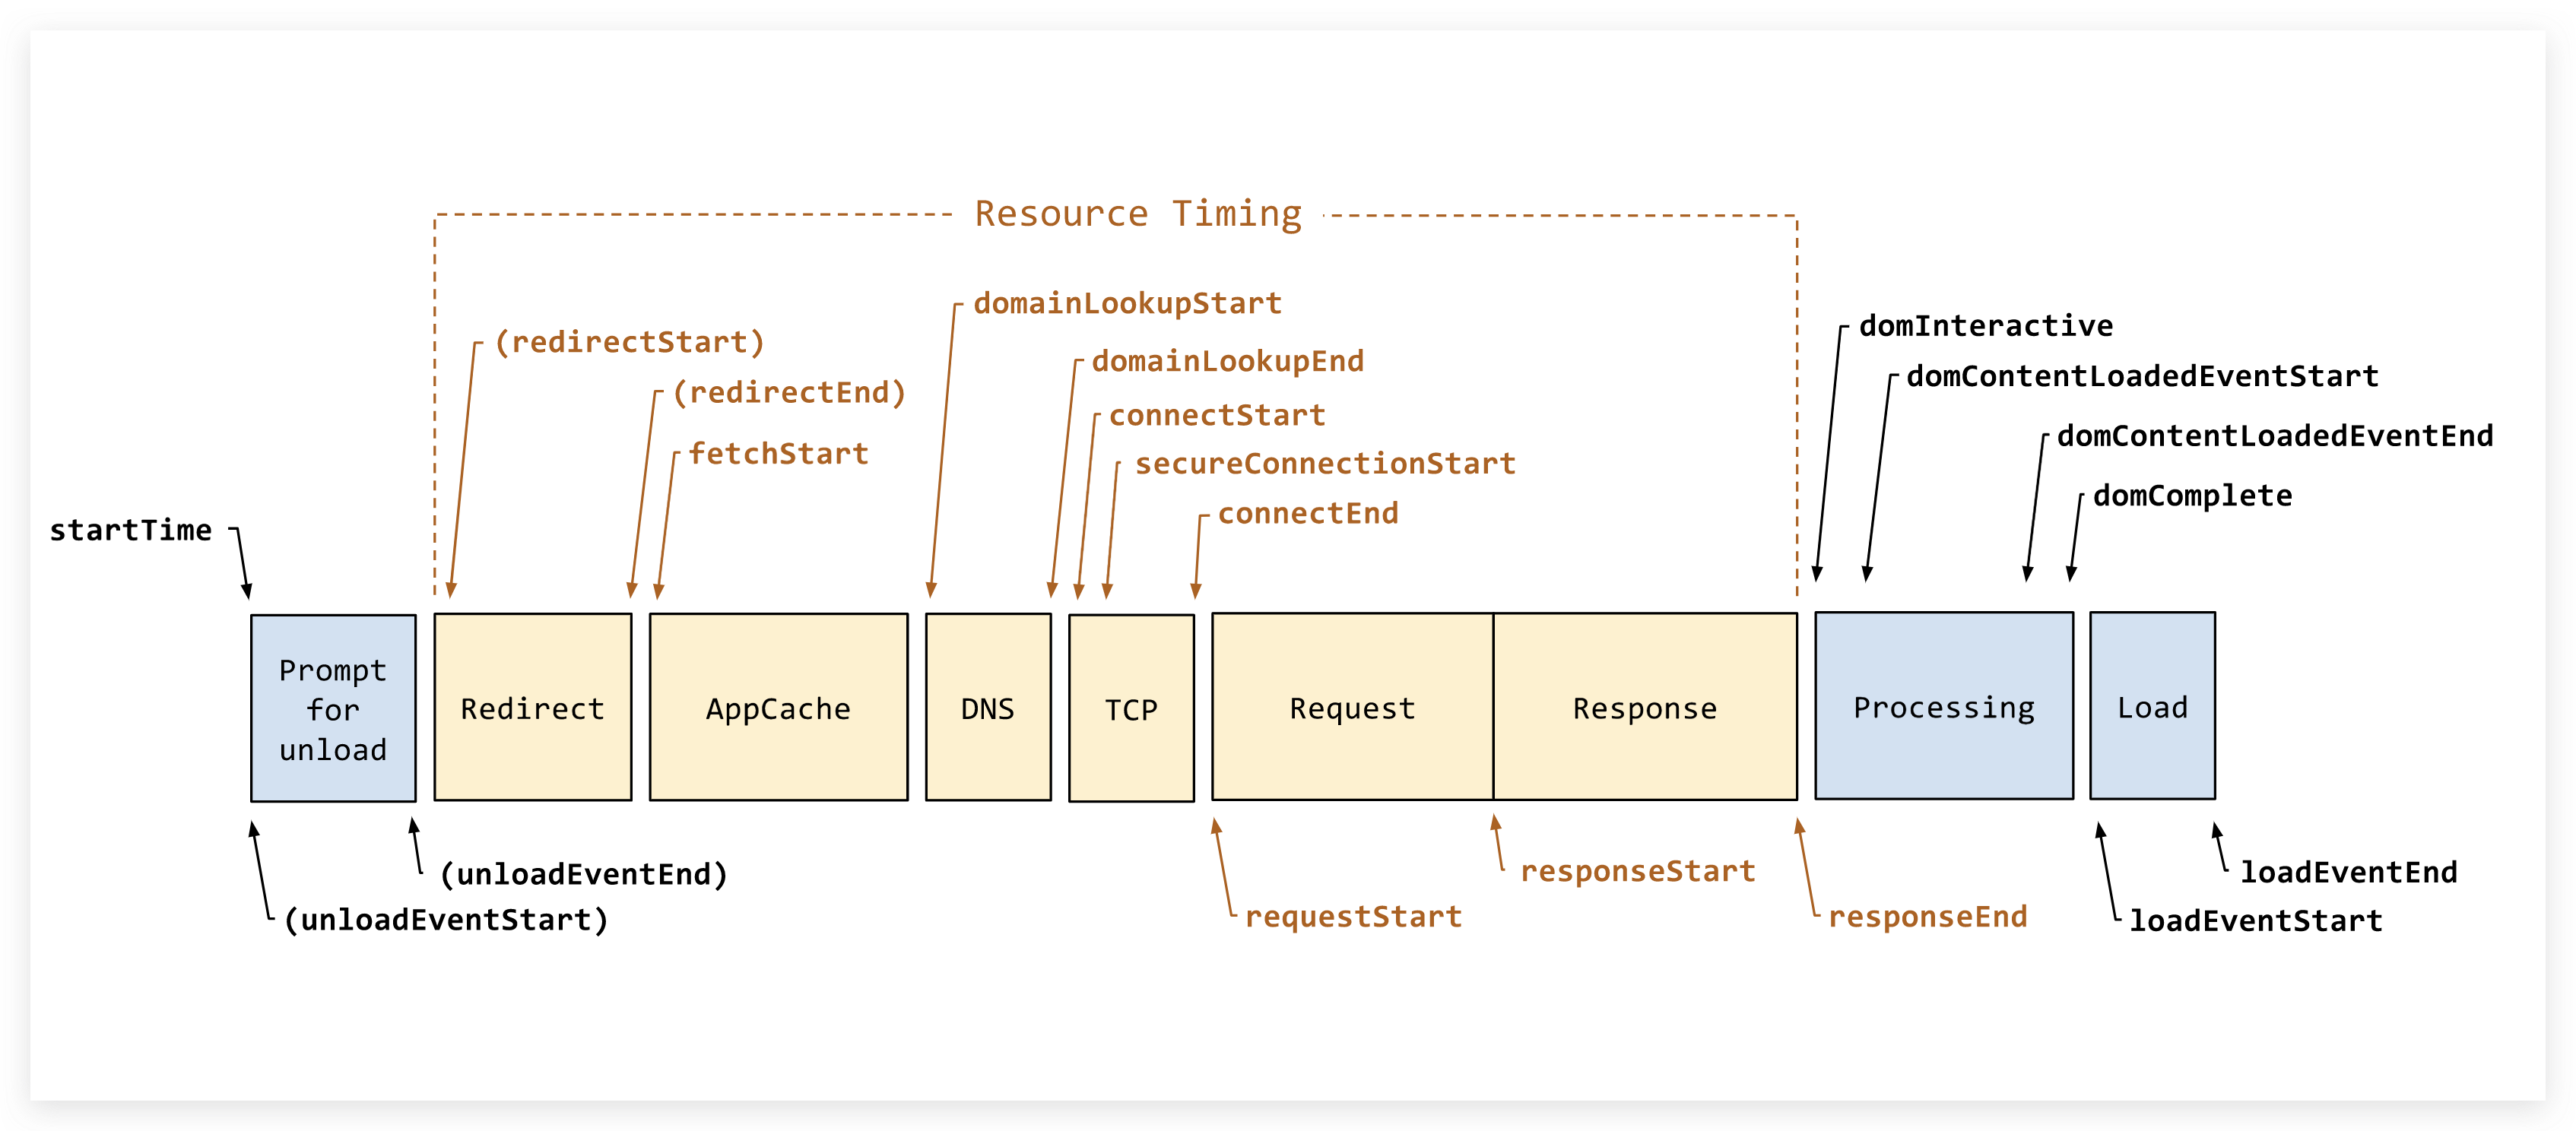 Resource Timing
domainLookupStart
(redirectStart)
domainLookupEnd
(redirectEnd)
connectStart
fetchStart
secureConnectionStart
connectEnd
domInteractive
domContentLoadedEventStart
domContentLoadedEventEnd
domComplete
startTime
Prompt
for
unload
Redirect
AppCache
DNS
TCP
Request
Response
Processing
Load
(unloadEventEnd)
(unloadEventStart)
responseStart
requestStart
responseEnd
loadEventEnd
loadEventStart